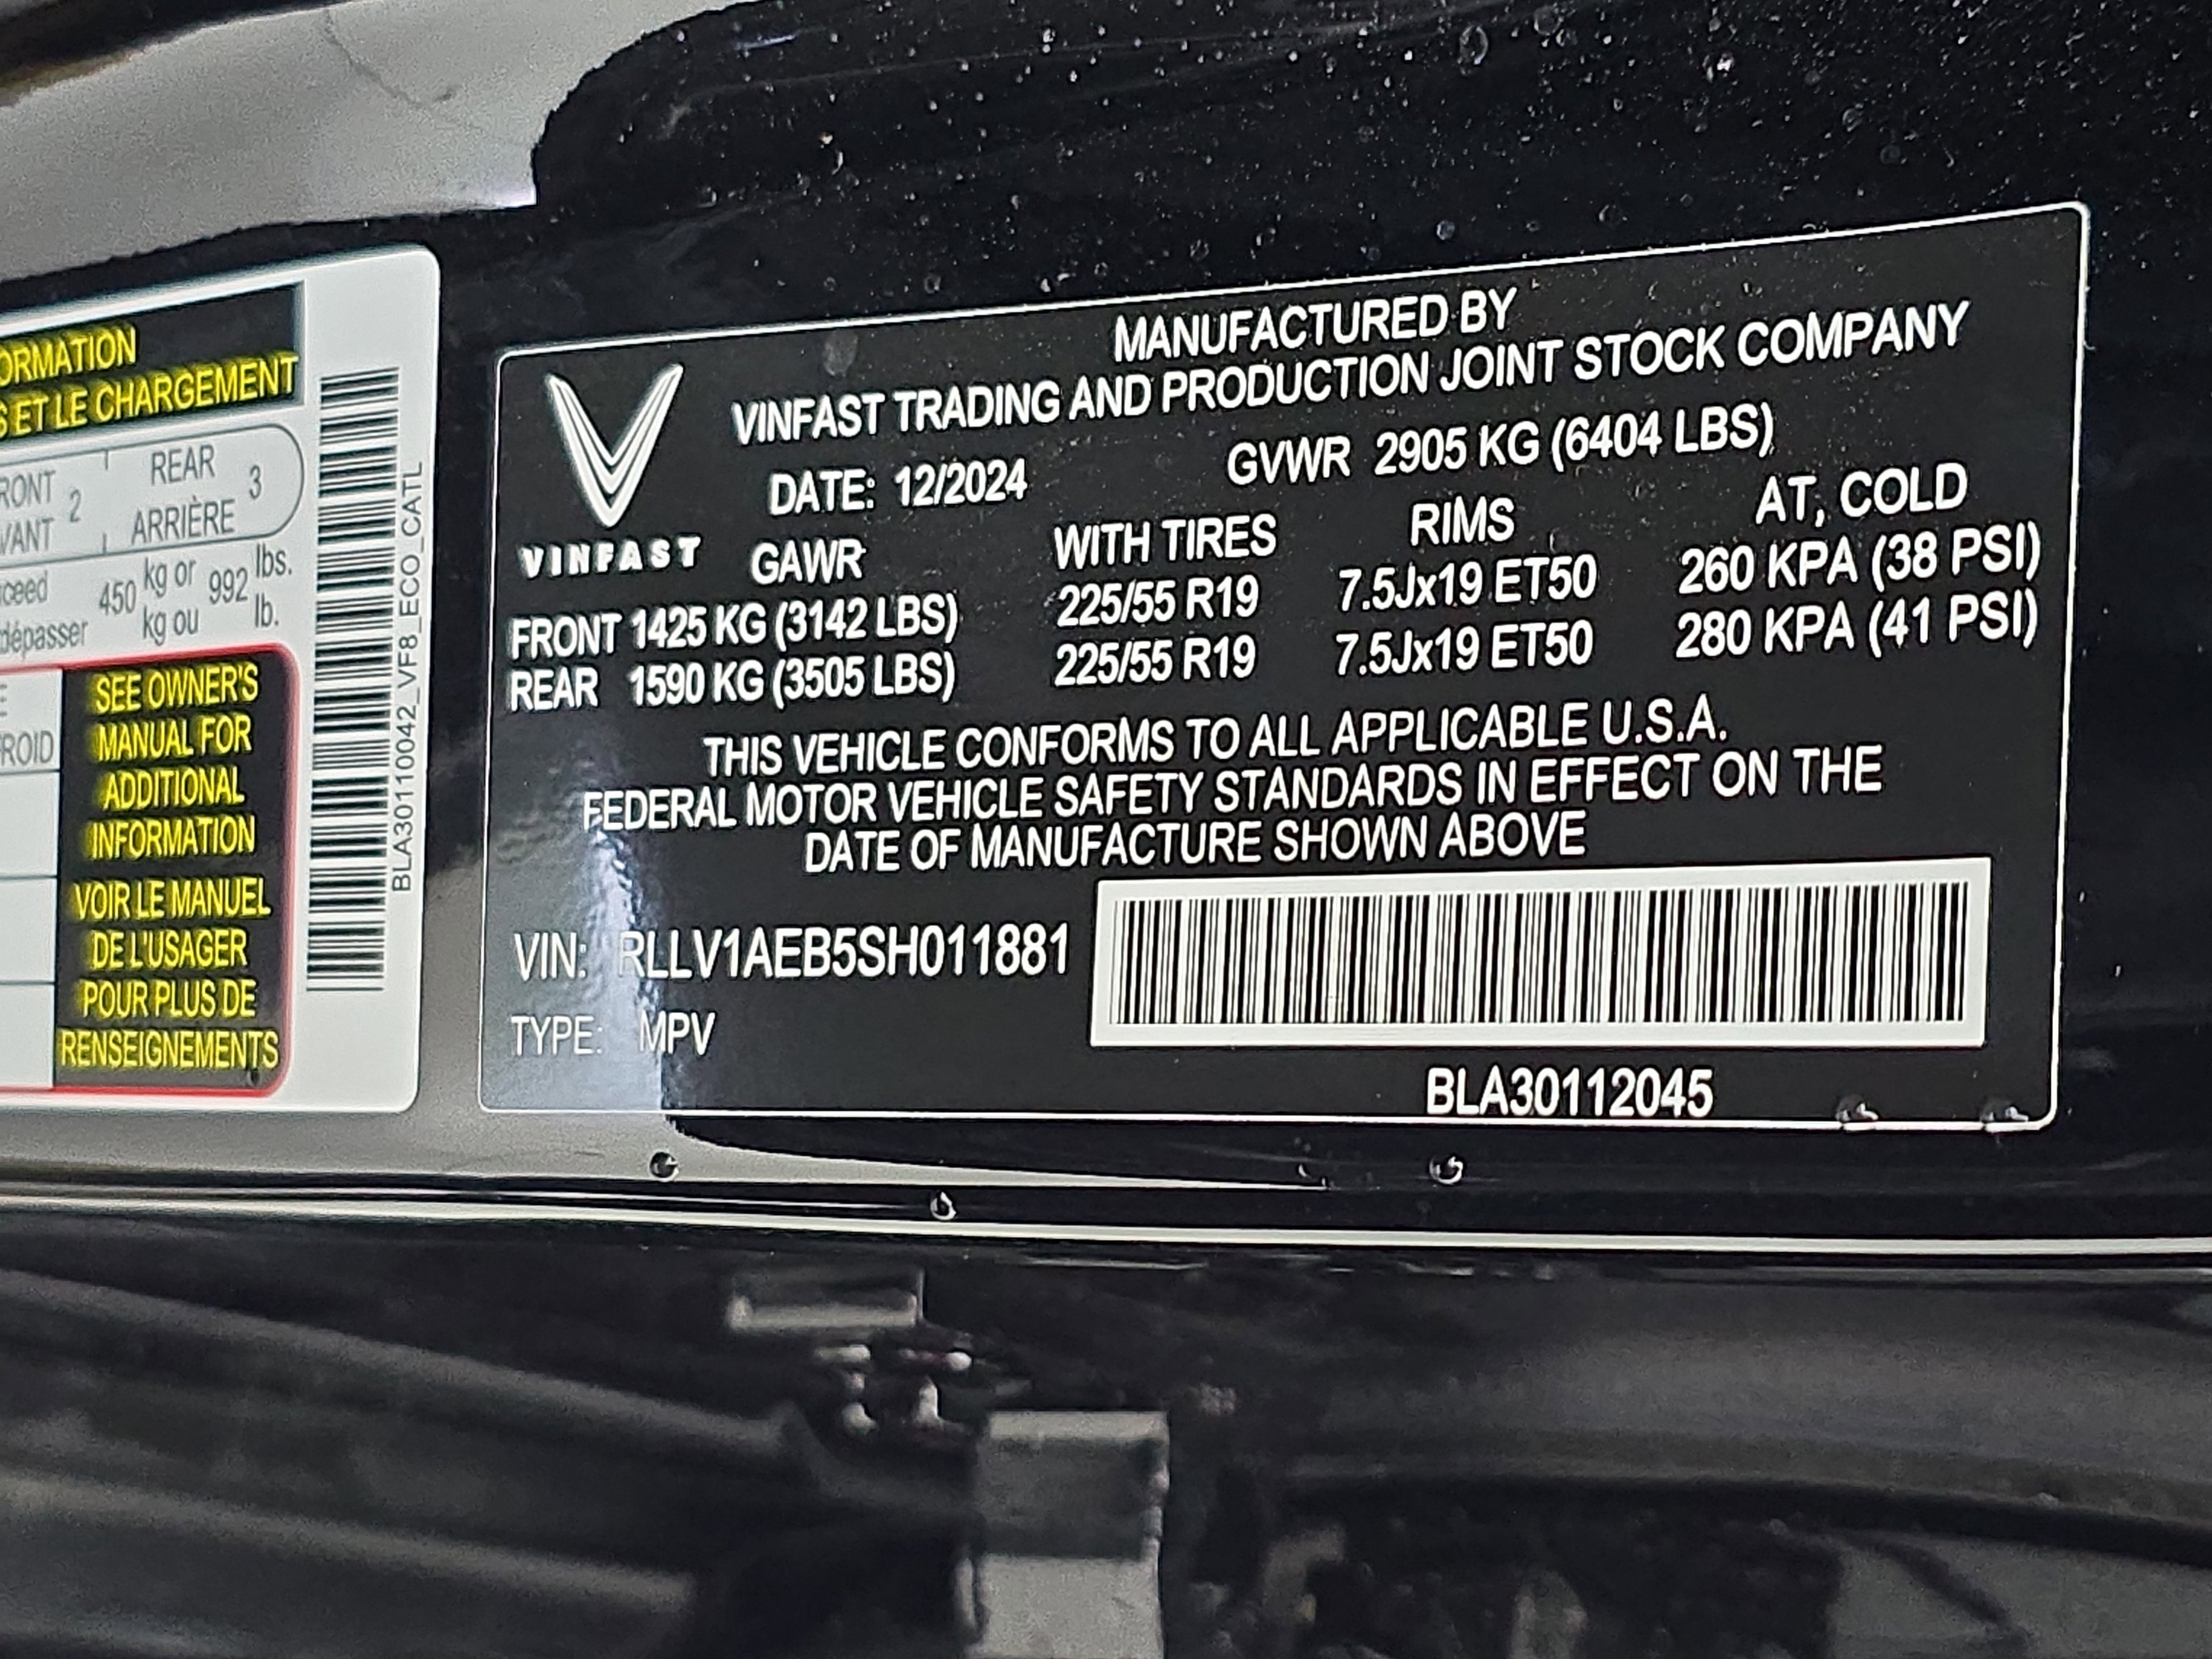 ORMATION
S ET LE CHARGEMENT
RONT 2 REAR 3
VANT ARRIÈRE
ceed 450 kg or 992 lbs.
dépasser kg ou lb.
E
ROID
SEE OWNER'S
MANUAL FOR
ADDITIONAL
INFORMATION
VOIR LE MANUEL
DE L'USAGER
POUR PLUS DE
RENSEIGNEMENTS
BLA30110042_VF8_ECO_CATL
MANUFACTURED BY
VINFAST TRADING AND PRODUCTION JOINT STOCK COMPANY
DATE: 12/2024 GVWR 2905 KG (6404 LBS)
VINFAST
GAWR WITH TIRES RIMS AT, COLD
FRONT 1425 KG (3142 LBS) 225/55 R19 7.5Jx19 ET50 260 KPA (38 PSI)
REAR 1590 KG (3505 LBS) 225/55 R19 7.5Jx19 ET50 280 KPA (41 PSI)
THIS VEHICLE CONFORMS TO ALL APPLICABLE U.S.A.
FEDERAL MOTOR VEHICLE SAFETY STANDARDS IN EFFECT ON THE
DATE OF MANUFACTURE SHOWN ABOVE
VIN: RLLV1AEB5SH011881
TYPE: MPV
BLA30112045